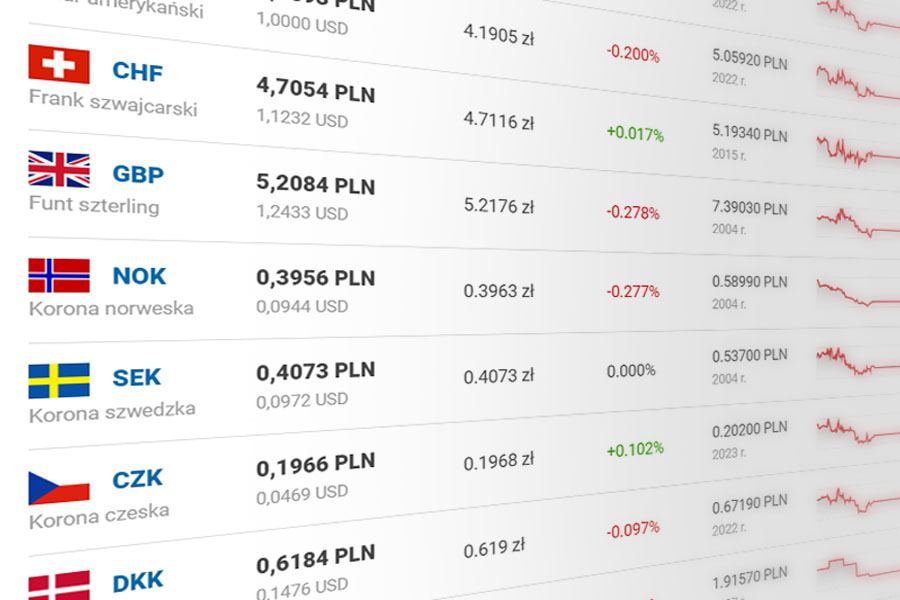 amerykański
PLN
1,0000 USD
4.1905 zł
-0.200%
5.05920 PLN
2022 r.
2022 r.
CHF
Frank szwajcarski
4,7054 PLN
1,1232 USD
4.7116 zł
+0.017%
5.19340 PLN
2015 r.
GBP
Funt szterling
5,2084 PLN
1,2433 USD
5.2176 zł
-0.278%
7.39030 PLN
2004 r.
NOK
Korona norweska
0,3956 PLN
0,0944 USD
0.3963 zł
-0.277%
0.58990 PLN
2004 r.
SEK
Korona szwedzka
0,4073 PLN
0,0972 USD
0.4073 zł
0.000%
0.53700 PLN
2004 r.
CZK
Korona czeska
0,1966 PLN
0,0469 USD
0.1968 zł
+0.102%
0.20200 PLN
2023 r.
DKK
0,6184 PLN
0,1476 USD
0.619 zł
-0.097%
0.67190 PLN
2022 r.
1.91570 PLN